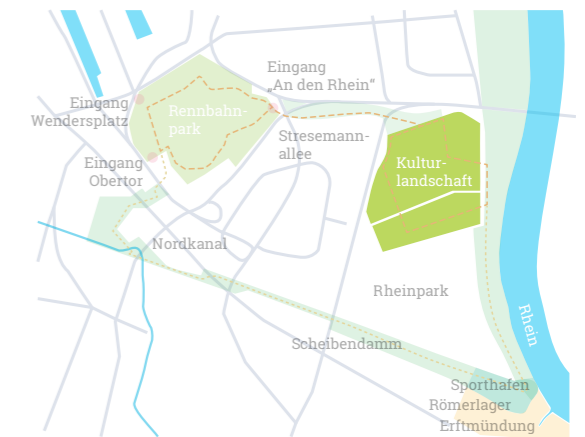 Eingang
„An den Rhein“
Eingang
Wendersplatz
Rennbahn-
park
Stresemann-
allee
Eingang
Obertor
Kultur-
landschaft
Nordkanal
Rheinpark
Rhein
Scheibendamm
Sporthafen
Römerlager
Erftmündung